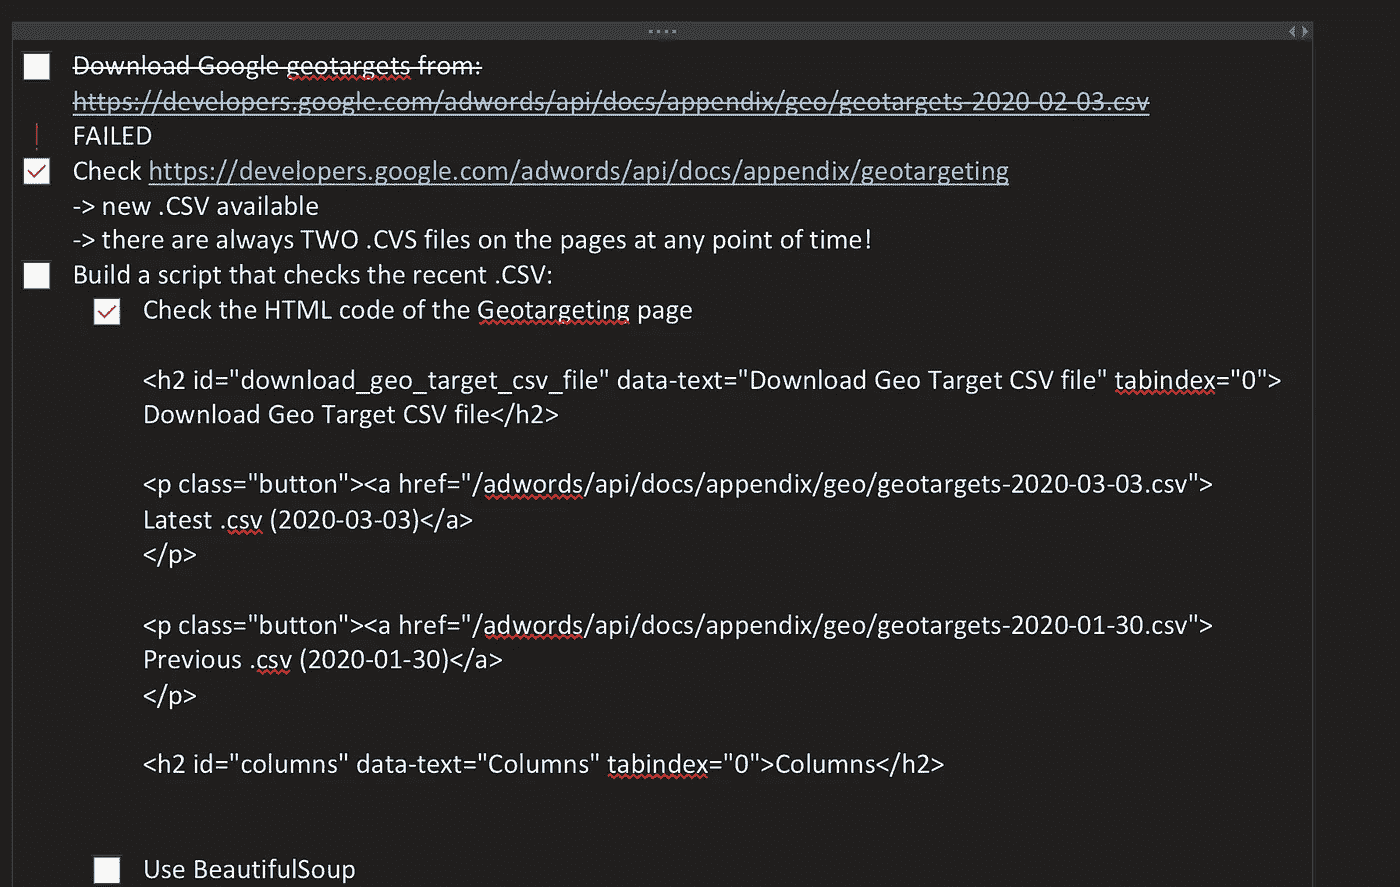 Download Google geotargets from:
https://developers.google.com/adwords/api/docs/appendix/geo/geotargets-2020-02-03.csv
FAILED
Check https://developers.google.com/adwords/api/docs/appendix/geotargeting
-> new .CSV available
-> there are always TWO .CVS files on the pages at any point of time!
Build a script that checks the recent .CSV:
Check the HTML code of the Geotargeting page
<h2 id="download_geo_target_csv_file" data-text="Download Geo Target CSV file" tabindex="0">
Download Geo Target CSV file</h2>
<p class="button"><a href="/adwords/api/docs/appendix/geo/geotargets-2020-03-03.csv">
Latest .csv (2020-03-03)</a>
</p>
<p class="button"><a href="/adwords/api/docs/appendix/geo/geotargets-2020-01-30.csv">
Previous .csv (2020-01-30)</a>
</p>
<h2 id="columns" data-text="Columns" tabindex="0">Columns</h2>
Use BeautifulSoup